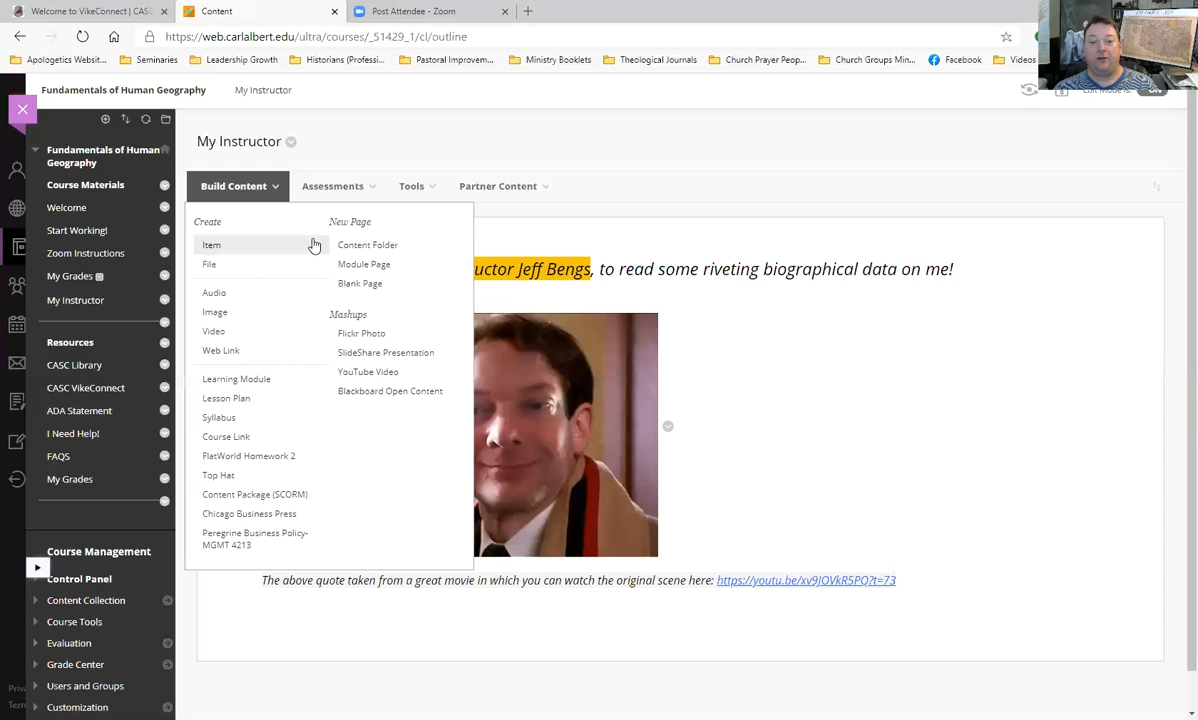 Welcome to VikeConnect | CASC
Content
Post Attendee - Zoom
https://web.carlalbert.edu/ultra/courses/_51429_1/cl/outline
Apologetics Websit...
Seminaries
Leadership Growth
Historians (Professi...
Pastoral Improvem...
Ministry Booklets
Theological Journals
Church Prayer Peop...
Church Groups Min...
Facebook
Videos
Fundamentals of Human Geography
My Instructor
Edit Mode is:
ON
Fundamentals of Human
Geography
Course Materials
Welcome
Start Working!
Zoom Instructions
My Grades
My Instructor
Resources
CASC Library
CASC VikeConnect
ADA Statement
I Need Help!
FAQS
My Grades
Course Management
Control Panel
Course Tools
Content Collection
Evaluation
Grade Center
Users and Groups
Customization
Priv
Term
My Instructor
Build Content
Assessments
Tools
Partner Content
Create
Item
File
Audio
Image
Video
Web Link
Learning Module
Lesson Plan
Syllabus
Course Link
FlatWorld Homework 2
Top Hat
Content Package (SCORM)
Chicago Business Press
Peregrine Business Policy-
MGMT 4213
New Page
Content Folder
Module Page
Blank Page
Mashups
Flickr Photo
SlideShare Presentation
YouTube Video
Blackboard Open Content
uctor Jeff Bengs, to read some riveting biographical data on me!
The above quote taken from a great movie in which you can watch the original scene here: https://youtu.be/xv9JOVkR5PQ?t=73